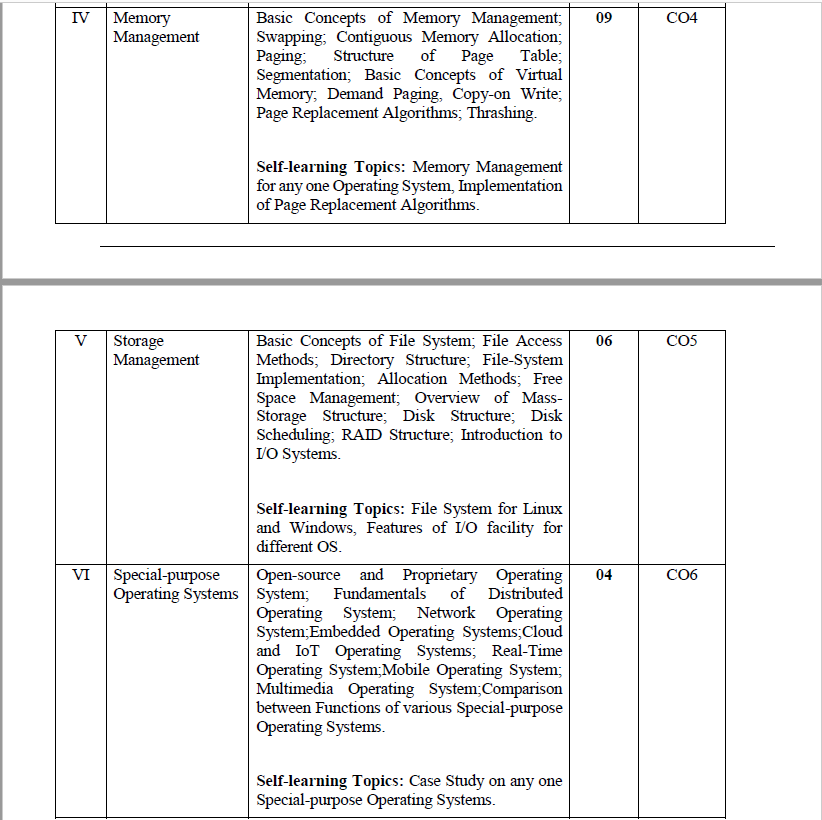 IV Memory Basic Concepts of Memory Management; 09 CO4
Management Swapping; Contiguous Memory Allocation;
Paging; Structure of Page Table;
Segmentation; Basic Concepts of Virtual
Memory; Demand Paging, Copy-on Write;
Page Replacement Algorithms; Thrashing.
Self-learning Topics: Memory Management
for any one Operating System, Implementation
of Page Replacement Algorithms.
V Storage Basic Concepts of File System; File Access 06 CO5
Management Methods; Directory Structure; File-System
Implementation; Allocation Methods; Free
Space Management; Overview of Mass-
Storage Structure; Disk Structure; Disk
Scheduling; RAID Structure; Introduction to
I/O Systems.
Self-learning Topics: File System for Linux
and Windows, Features of I/O facility for
different OS.
VI Special-purpose Open-source and Proprietary Operating 04 CO6
Operating Systems System; Fundamentals of Distributed
Operating System; Network Operating
System;Embedded Operating Systems;Cloud
and IoT Operating Systems; Real-Time
Operating System;Mobile Operating System;
Multimedia Operating System;Comparison
between Functions of various Special-purpose
Operating Systems.
Self-learning Topics: Case Study on any one
Special-purpose Operating Systems.